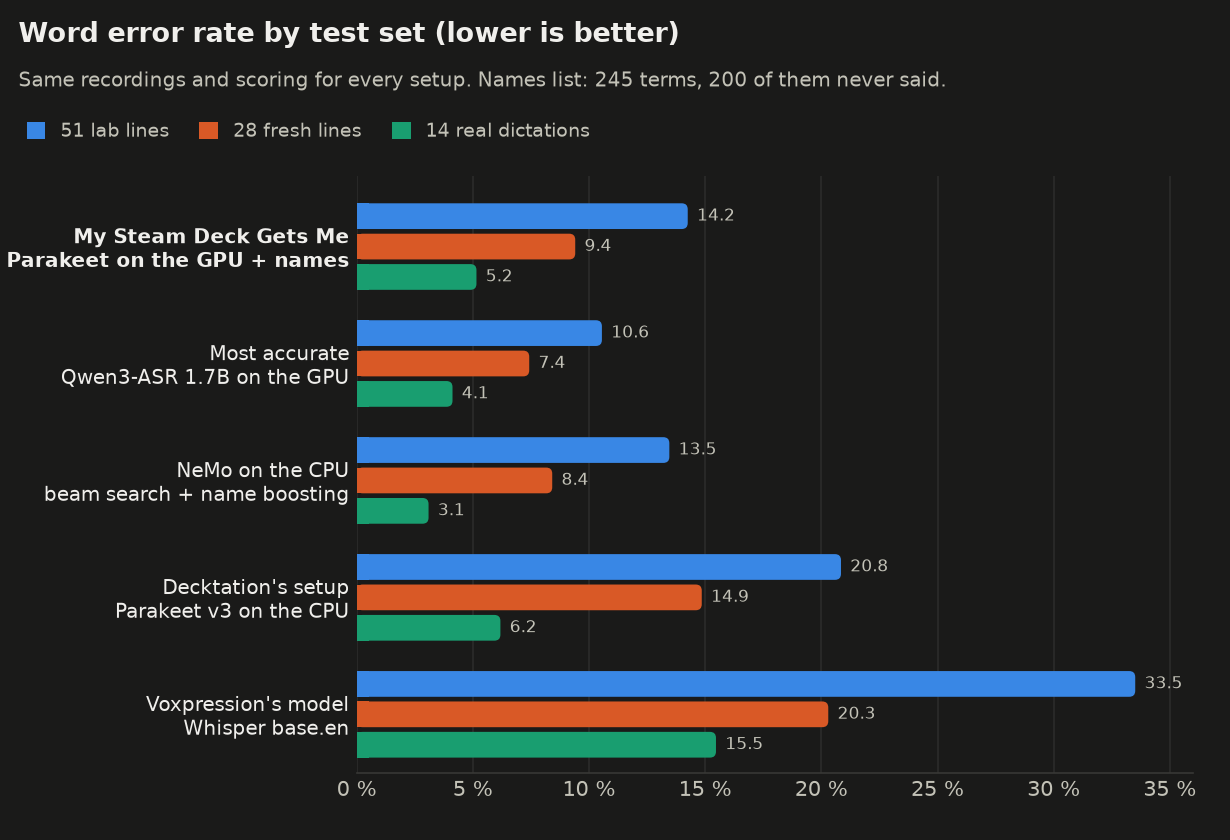 Word error rate by test set (lower is better)
Same recordings and scoring for every setup. Names list: 245 terms, 200 of them never said.
51 lab lines 28 fresh lines 14 real dictations
My Steam Deck Gets Me
Parakeet on the GPU + names
14.2
9.4
5.2
Most accurate
Qwen3-ASR 1.7B on the GPU
10.6
7.4
4.1
NeMo on the CPU
beam search + name boosting
13.5
8.4
3.1
Decktation's setup
Parakeet v3 on the CPU
20.8
14.9
6.2
Voxpression's model
Whisper base.en
33.5
20.3
15.5
0 % 5 % 10 % 15 % 20 % 25 % 30 % 35 %